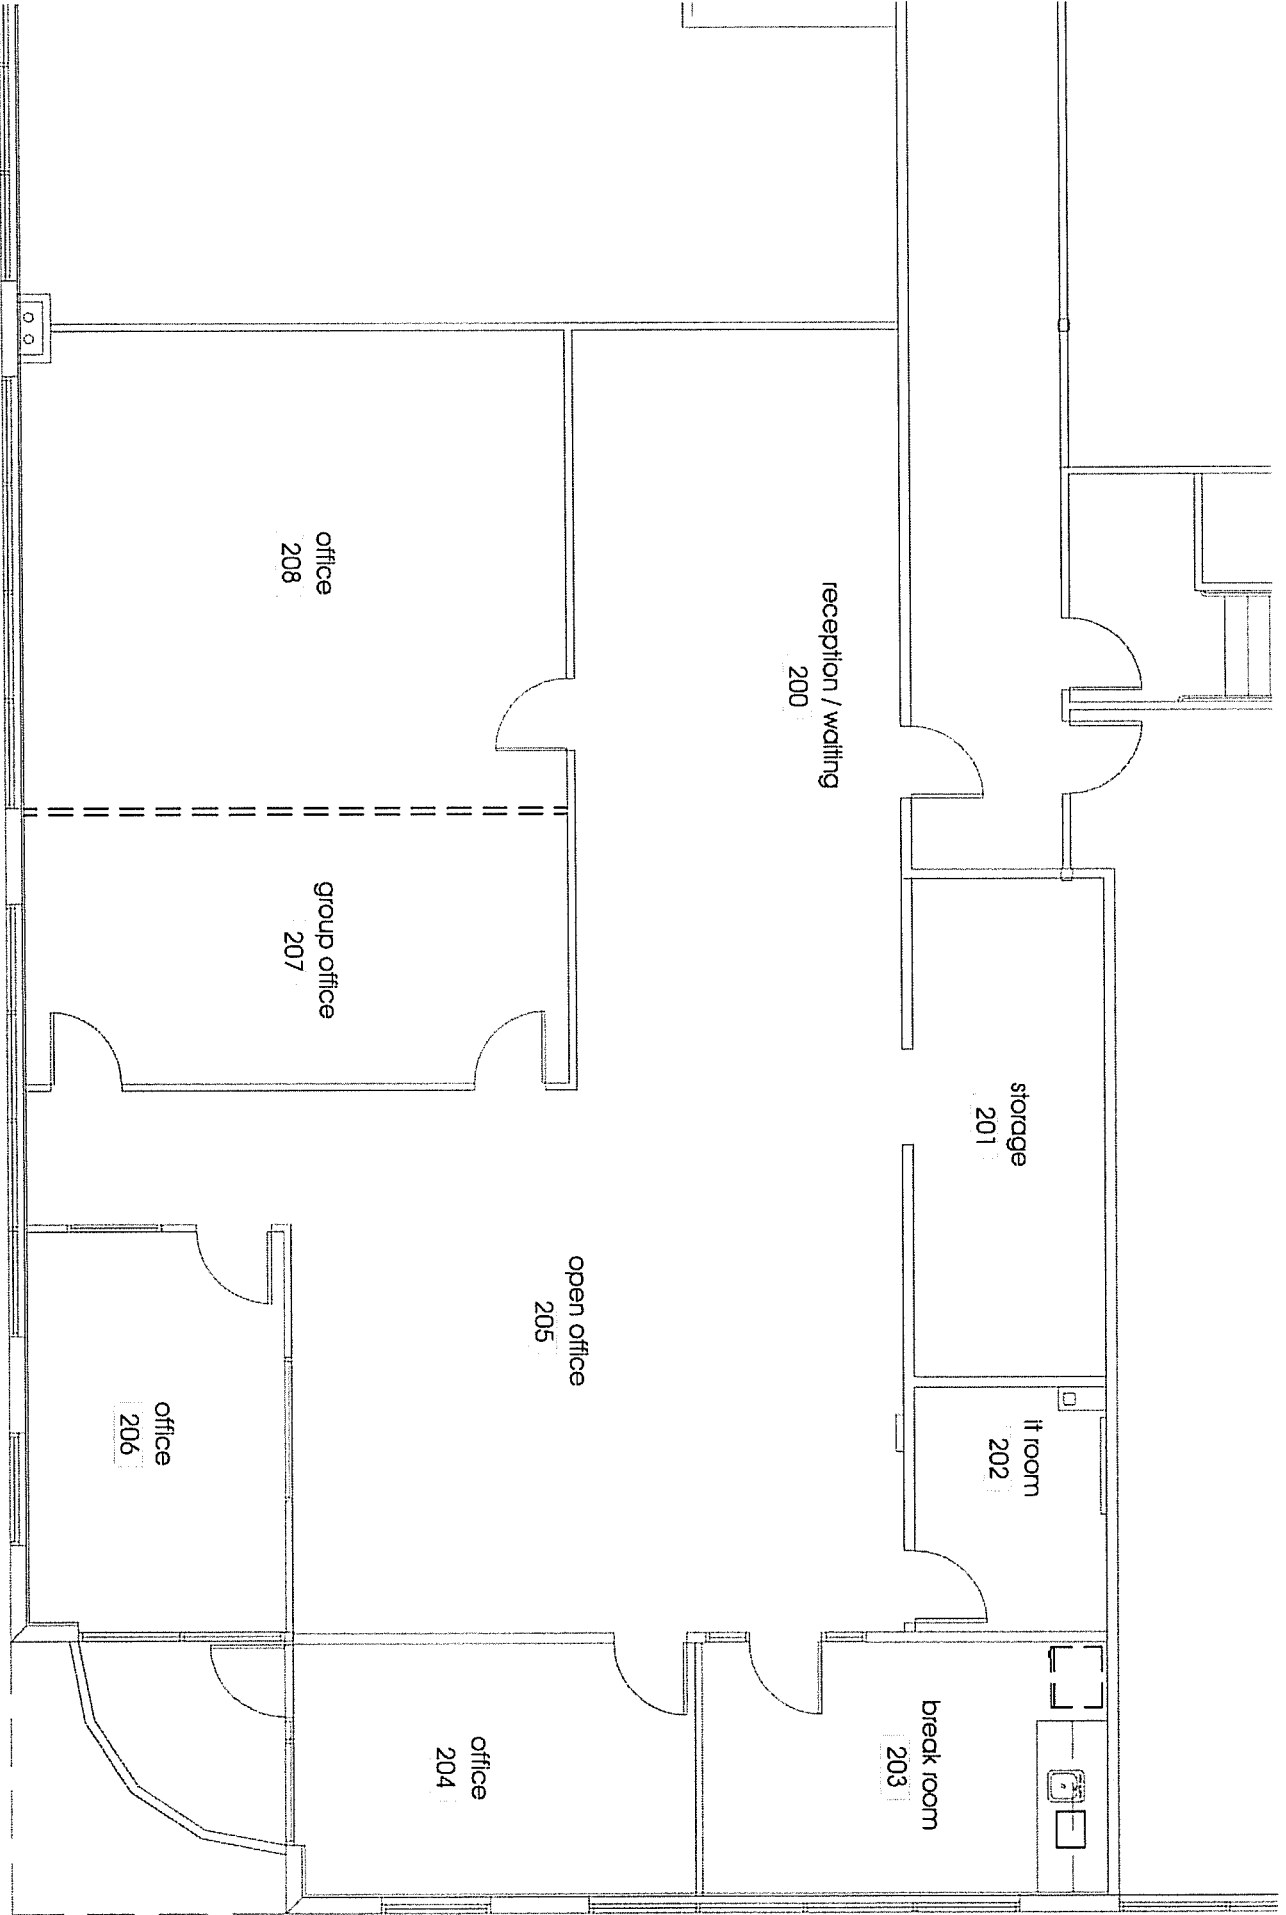 reception / waiting
200
storage
201
it room
202
break room
203
office
204
open office
205
office
206
group office
207
office
208